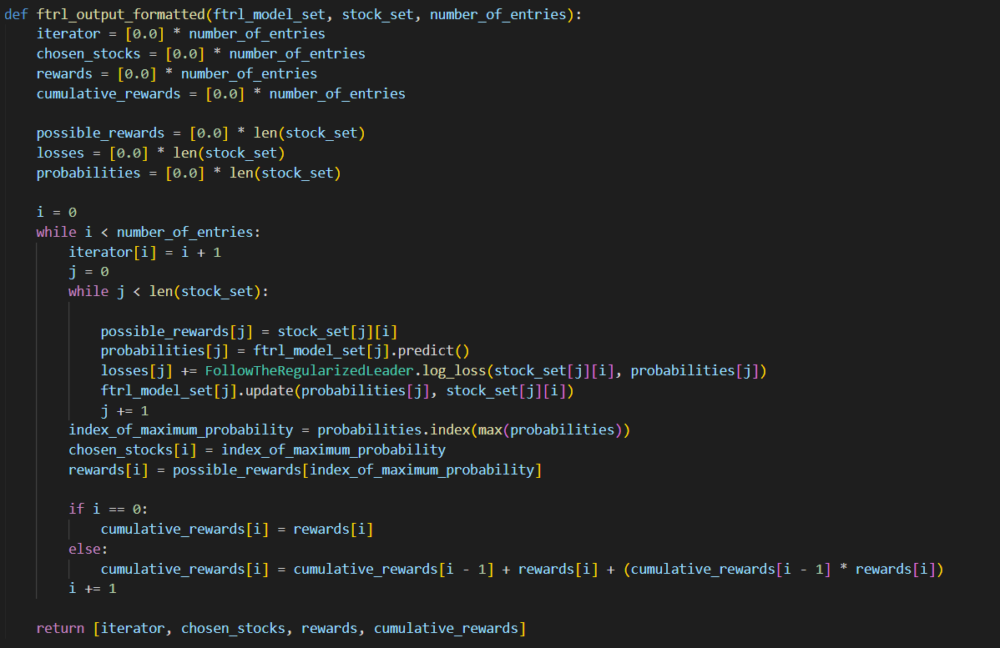 def ftrl_output_formatted(ftrl_model_set, stock_set, number_of_entries):
    iterator = [0.0] * number_of_entries
    chosen_stocks = [0.0] * number_of_entries
    rewards = [0.0] * number_of_entries
    cumulative_rewards = [0.0] * number_of_entries

    possible_rewards = [0.0] * len(stock_set)
    losses = [0.0] * len(stock_set)
    probabilities = [0.0] * len(stock_set)

    i = 0
    while i < number_of_entries:
        iterator[i] = i + 1
        j = 0
        while j < len(stock_set):

            possible_rewards[j] = stock_set[j][i]
            probabilities[j] = ftrl_model_set[j].predict()
            losses[j] += FollowTheRegularizedLeader.log_loss(stock_set[j][i], probabilities[j])
            ftrl_model_set[j].update(probabilities[j], stock_set[j][i])
            j += 1
        index_of_maximum_probability = probabilities.index(max(probabilities))
        chosen_stocks[i] = index_of_maximum_probability
        rewards[i] = possible_rewards[index_of_maximum_probability]

        if i == 0:
            cumulative_rewards[i] = rewards[i]
        else:
            cumulative_rewards[i] = cumulative_rewards[i - 1] + rewards[i] + (cumulative_rewards[i - 1] * rewards[i])
        i += 1

    return [iterator, chosen_stocks, rewards, cumulative_rewards]